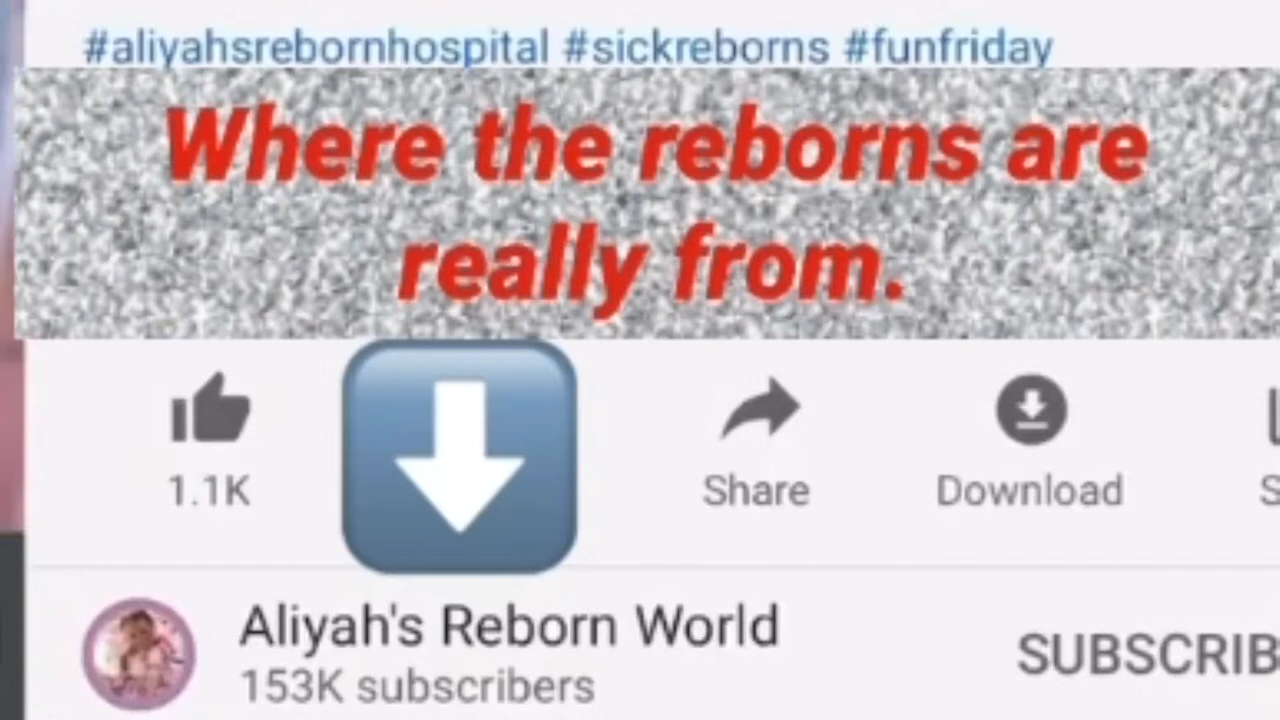 #aliyahsrebornhospital #sickreborns #funfriday
Where the reborns are
really from.
1.1K
Share
Download
Aliyah's Reborn World
153K subscribers
SUBSCRIB